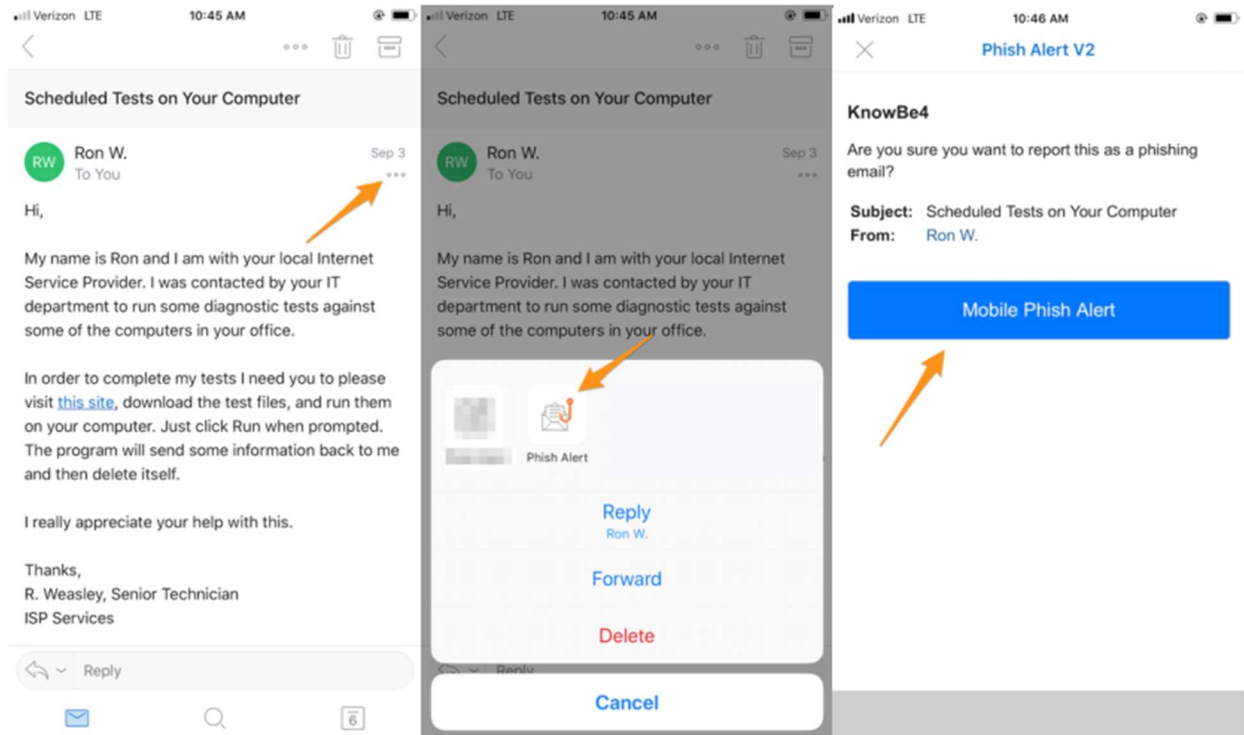 Verizon LTE 10:45 AM
Scheduled Tests on Your Computer
RW
Ron W.
Sep 3
To You
Hi,
My name is Ron and I am with your local Internet
Service Provider. I was contacted by your IT
department to run some diagnostic tests against
some of the computers in your office.
In order to complete my tests I need you to please
visit this site, download the test files, and run them
on your computer. Just click Run when prompted.
The program will send some information back to me
and then delete itself.
I really appreciate your help with this.
Thanks,
R. Weasley, Senior Technician
ISP Services
Reply
6
Verizon LTE 10:45 AM
Scheduled Tests on Your Computer
RW
Ron W.
Sep 3
To You
Hi,
My name is Ron and I am with your local Internet
Service Provider. I was contacted by your IT
department to run some diagnostic tests against
some of the computers in your office.
Phish Alert
Reply
Ron W.
Forward
Delete
Reply
Cancel
Verizon LTE 10:46 AM
Phish Alert V2
KnowBe4
Are you sure you want to report this as a phishing
email?
Subject: Scheduled Tests on Your Computer
From: Ron W.
Mobile Phish Alert